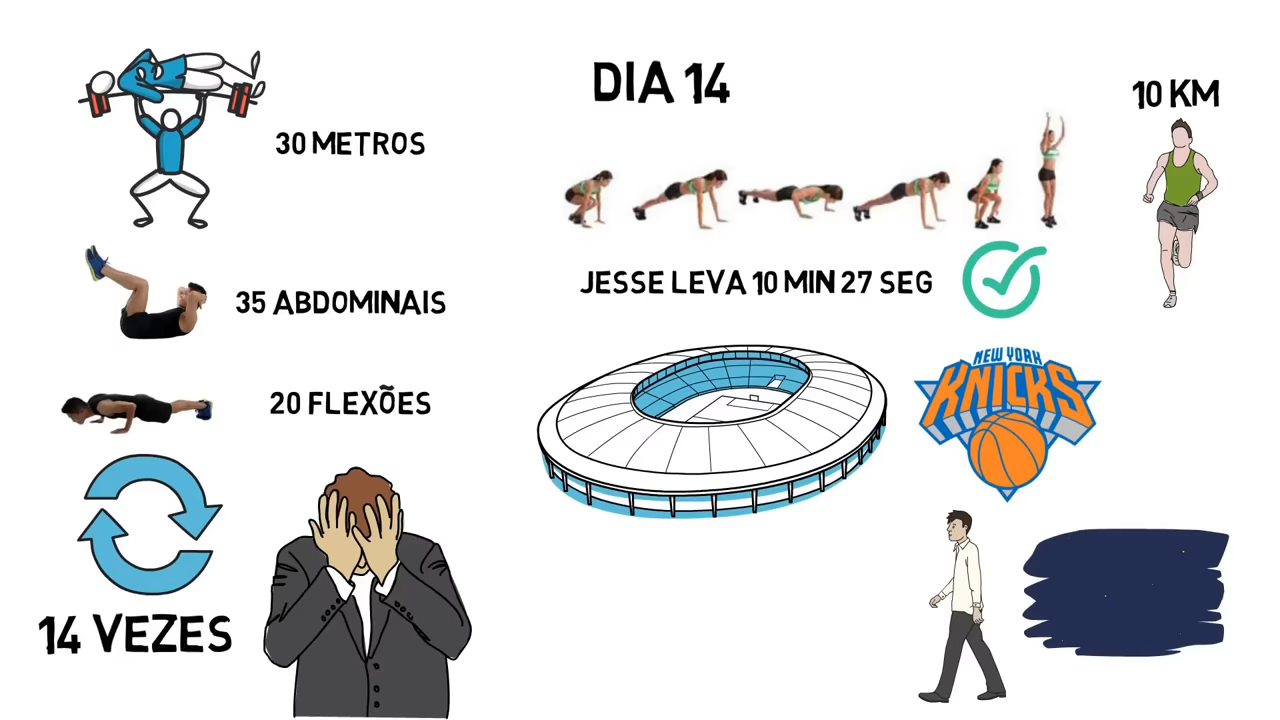 30 METROS
35 ABDOMINAIS
20 FLEXÕES
14 VEZES
DIA 14
10 KM
JESSE LEVA 10 MIN 27 SEG
NEW YORK
KNICKS